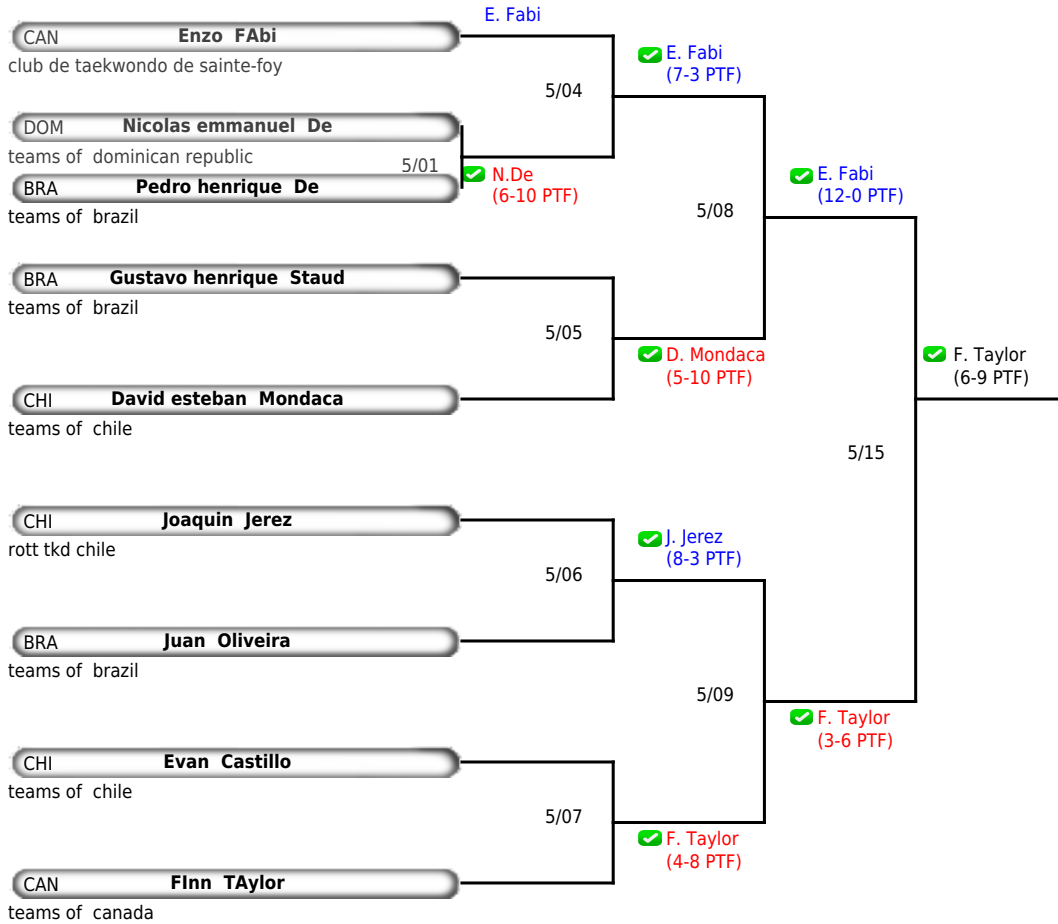 E. Fabi
CAN Enzo FAbi
club de taekwondo de sainte-foy
E. Fabi
(7-3 PTF)
5/04
DOM Nicolas emmanuel De
teams of dominican republic
5/01
N.De
(6-10 PTF)
BRA Pedro henrique De
teams of brazil
E. Fabi
(12-0 PTF)
5/08
BRA Gustavo henrique Staud
teams of brazil
5/05
D. Mondaca
(5-10 PTF)
CHI David esteban Mondaca
teams of chile
F. Taylor
(6-9 PTF)
5/15
CHI Joaquin Jerez
rott tkd chile
J. Jerez
(8-3 PTF)
5/06
BRA Juan Oliveira
teams of brazil
5/09
F. Taylor
(3-6 PTF)
CHI Evan Castillo
teams of chile
5/07
F. Taylor
(4-8 PTF)
CAN FInn TAylor
teams of canada